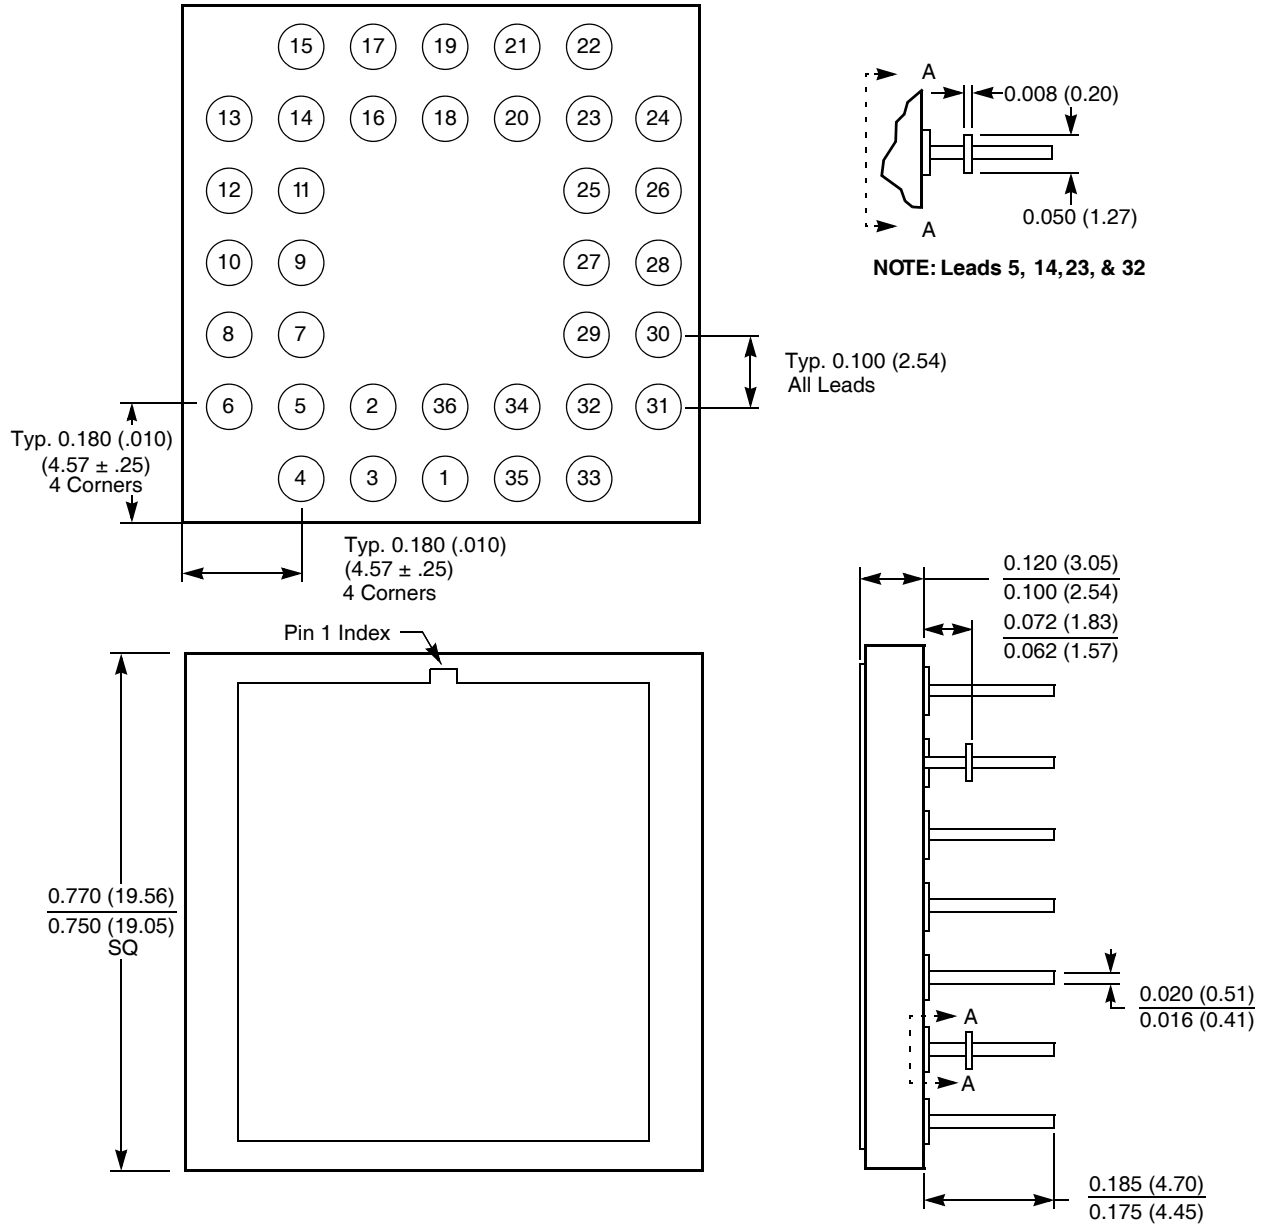 15 17 19 21 22
13 14 16 18 20 23 24
12 11 25 26
10 9 27 28
8 7 29 30
6 5 2 36 34 32 31
4 3 1 35 33
Typ. 0.180 (.010)
(4.57 ± .25)
4 Corners
Typ. 0.180 (.010)
(4.57 ± .25)
4 Corners
Typ. 0.100 (2.54)
All Leads
A
0.008 (0.20)
0.050 (1.27)
A
NOTE: Leads 5, 14, 23, & 32
Pin 1 Index
0.770 (19.56)
0.750 (19.05)
SQ
0.120 (3.05)
0.100 (2.54)
0.072 (1.83)
0.062 (1.57)
0.020 (0.51)
0.016 (0.41)
A
A
0.185 (4.70)
0.175 (4.45)